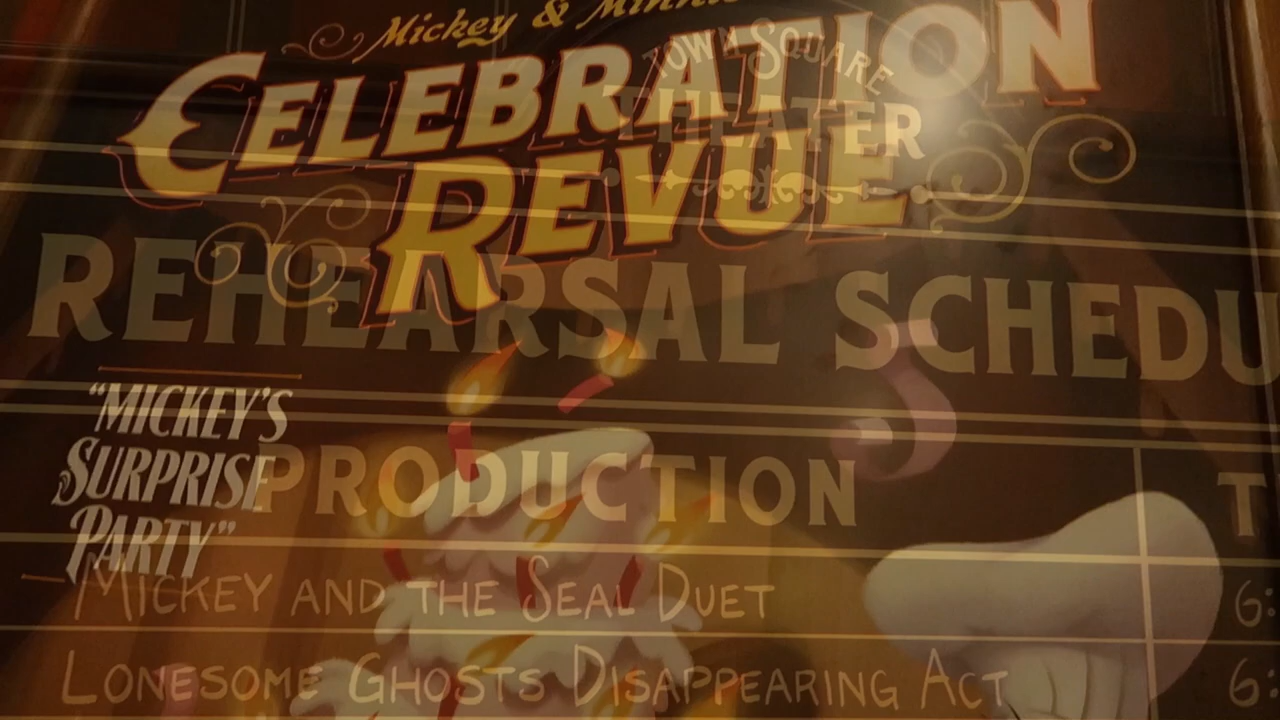 Mickey &
CELEBRATION
REVUE
TOWN SQUARE
THEATER
REHEARSAL SCHEDU
"MICKEY'S
SURPRISE
PARTY"
PRODUCTION
T
MICKEY AND THE SEAL DUET
6:
LONESOME GHOSTS DISAPPEARING ACT
6: